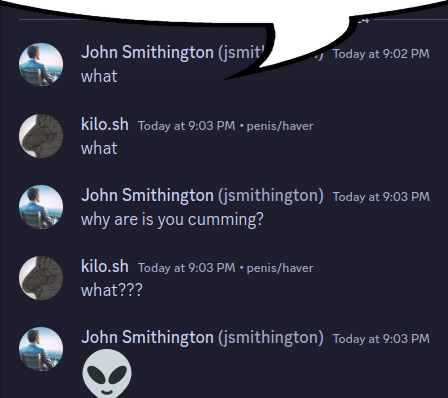 John Smithington (jsmit Today at 9:02 PM
what
kilo.sh Today at 9:03 PM • penis/haver
what
John Smithington (jsmithington) Today at 9:03 PM
why are is you cumming?
kilo.sh Today at 9:03 PM • penis/haver
what???
John Smithington (jsmithington) Today at 9:03 PM